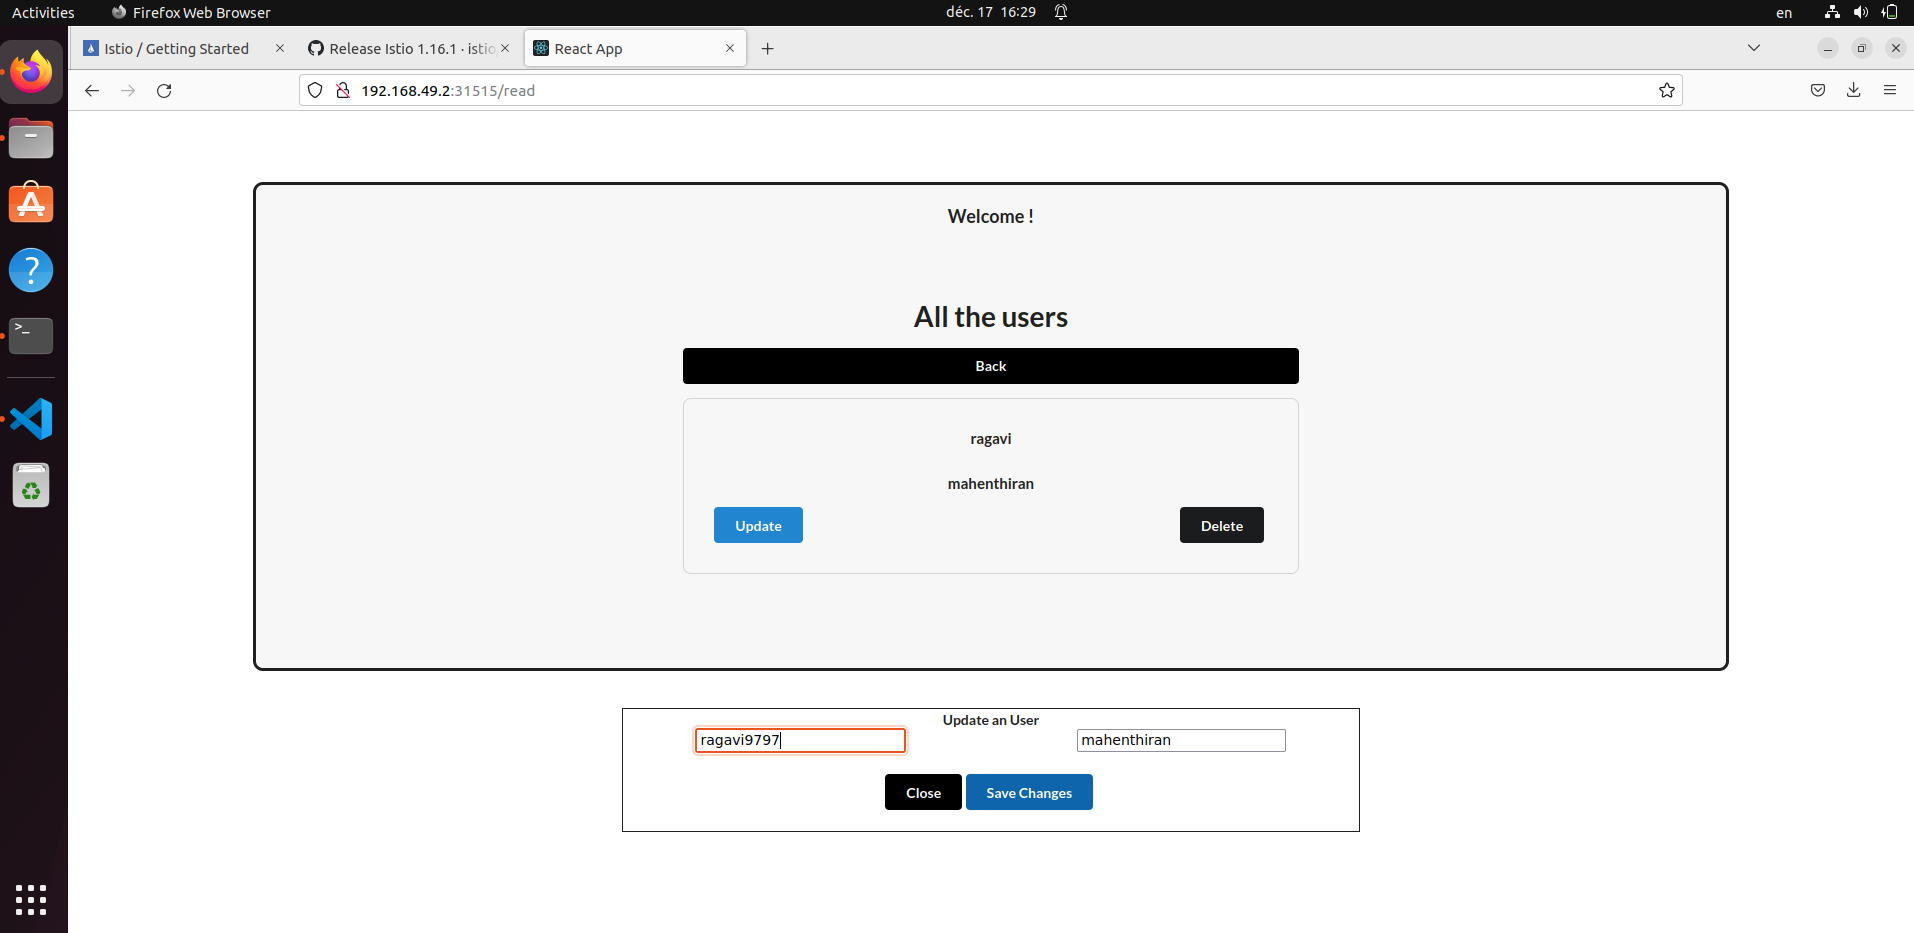 Activities
Firefox Web Browser
déc. 17 16:29
en
Istio / Getting Started
Release Istio 1.16.1 · istio
React App
192.168.49.2:31515/read
Welcome !
All the users
Back
ragavi
mahenthiran
Update
Delete
Update an User
ragavi9797
mahenthiran
Close
Save Changes